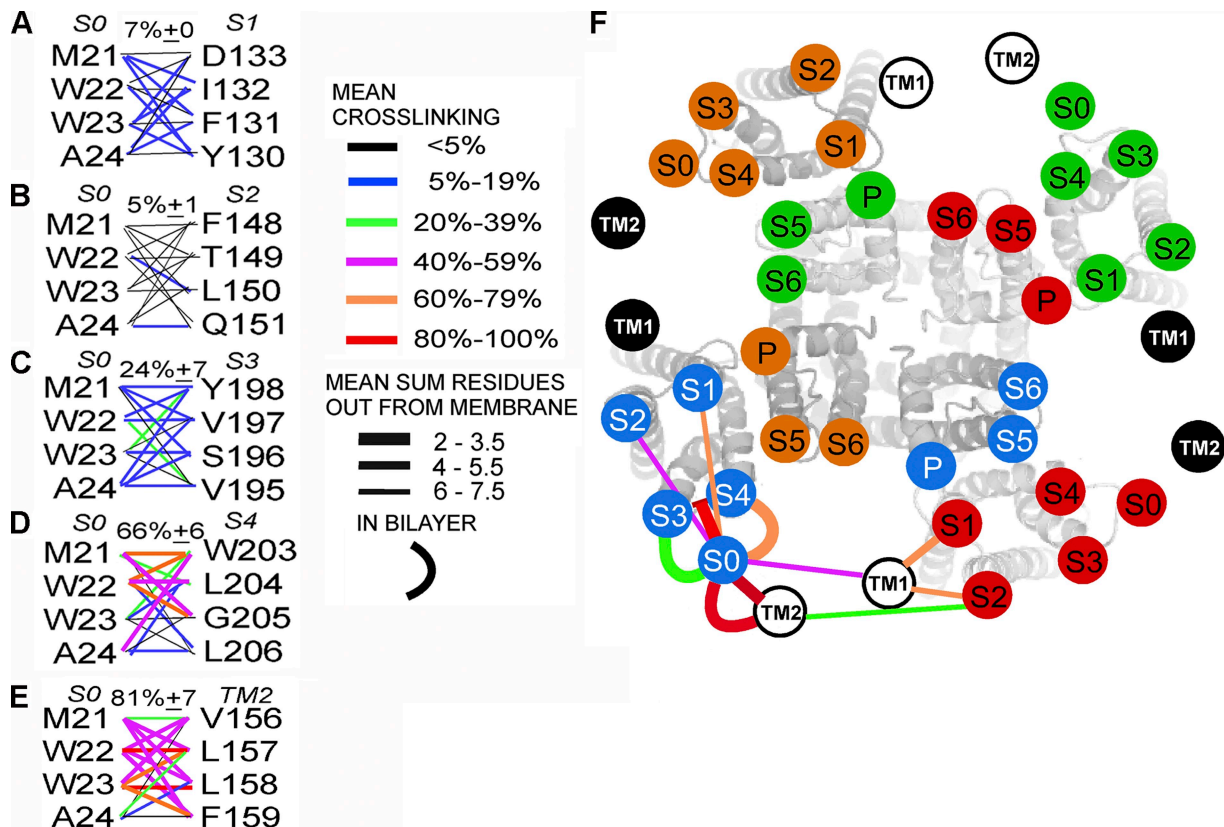 A
S0 7%±0 S1
M21 D133
W22 I132
W23 F131
A24 Y130
B
S0 5%±1 S2
M21 F148
W22 T149
W23 L150
A24 Q151
C
S0 24%±7 S3
M21 Y198
W22 V197
W23 S196
A24 V195
D
S0 66%±6 S4
M21 W203
W22 L204
W23 G205
A24 L206
E
S0 81%±7 TM2
M21 V156
W22 L157
W23 L158
A24 F159
MEAN
CROSSLINKING
<5%
5%-19%
20%-39%
40%-59%
60%-79%
80%-100%
MEAN SUM RESIDUES
OUT FROM MEMBRANE
2 - 3.5
4 - 5.5
6 - 7.5
IN BILAYER
F
S2 TM1 TM2
S3 S0
S1 S3
S0 S4 S4
P
S5 S6 S5 TM2
S2
S6 S1
P
TM1 TM1
P
S1 S6
S2
S5 S6 S5 TM2
P
S4 S4 S0
S3 S1
S0 S3
TM1
TM2 S2